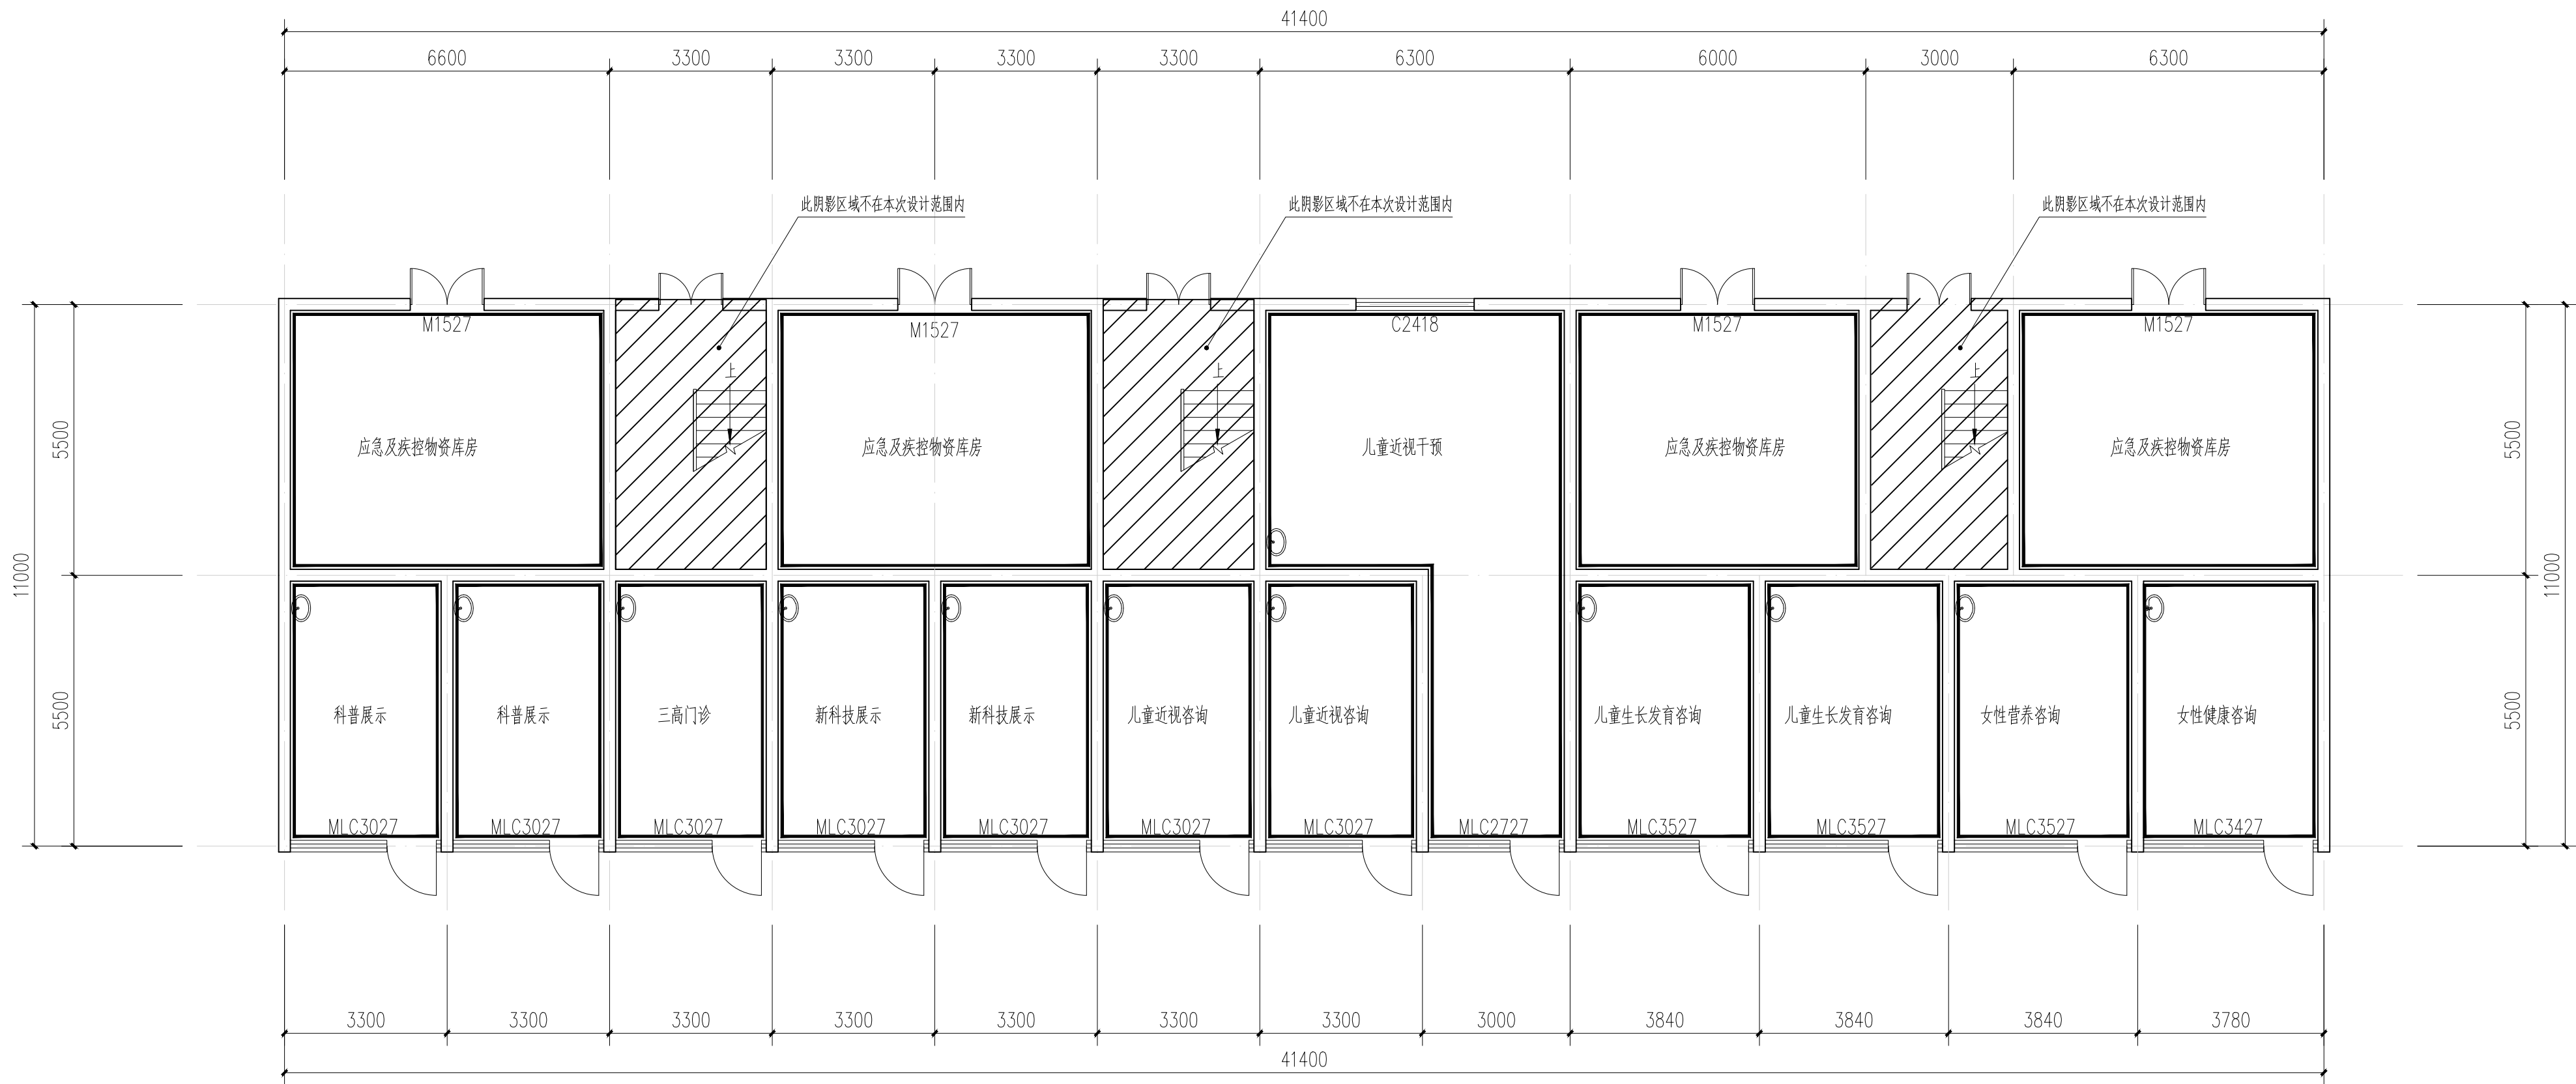 41400
6600 3300 3300 3300 3300 6300 6000 3000 6300
此阴影区域不在本次设计范围内 此阴影区域不在本次设计范围内 此阴影区域不在本次设计范围内
M1527 M1527 C2418 M1527 M1527
上 上 上
5500 应急及疾控物资库房 应急及疾控物资库房 儿童近视干预 应急及疾控物资库房 应急及疾控物资库房 5500
11000 11000
5500 科普展示 科普展示 三高门诊 新科技展示 新科技展示 儿童近视咨询 儿童近视咨询 儿童生长发育咨询 儿童生长发育咨询 女性营养咨询 女性健康咨询 5500
MLC3027 MLC3027 MLC3027 MLC3027 MLC3027 MLC3027 MLC3027 MLC2727 MLC3527 MLC3527 MLC3527 MLC3427
3300 3300 3300 3300 3300 3300 3300 3000 3840 3840 3840 3780
41400